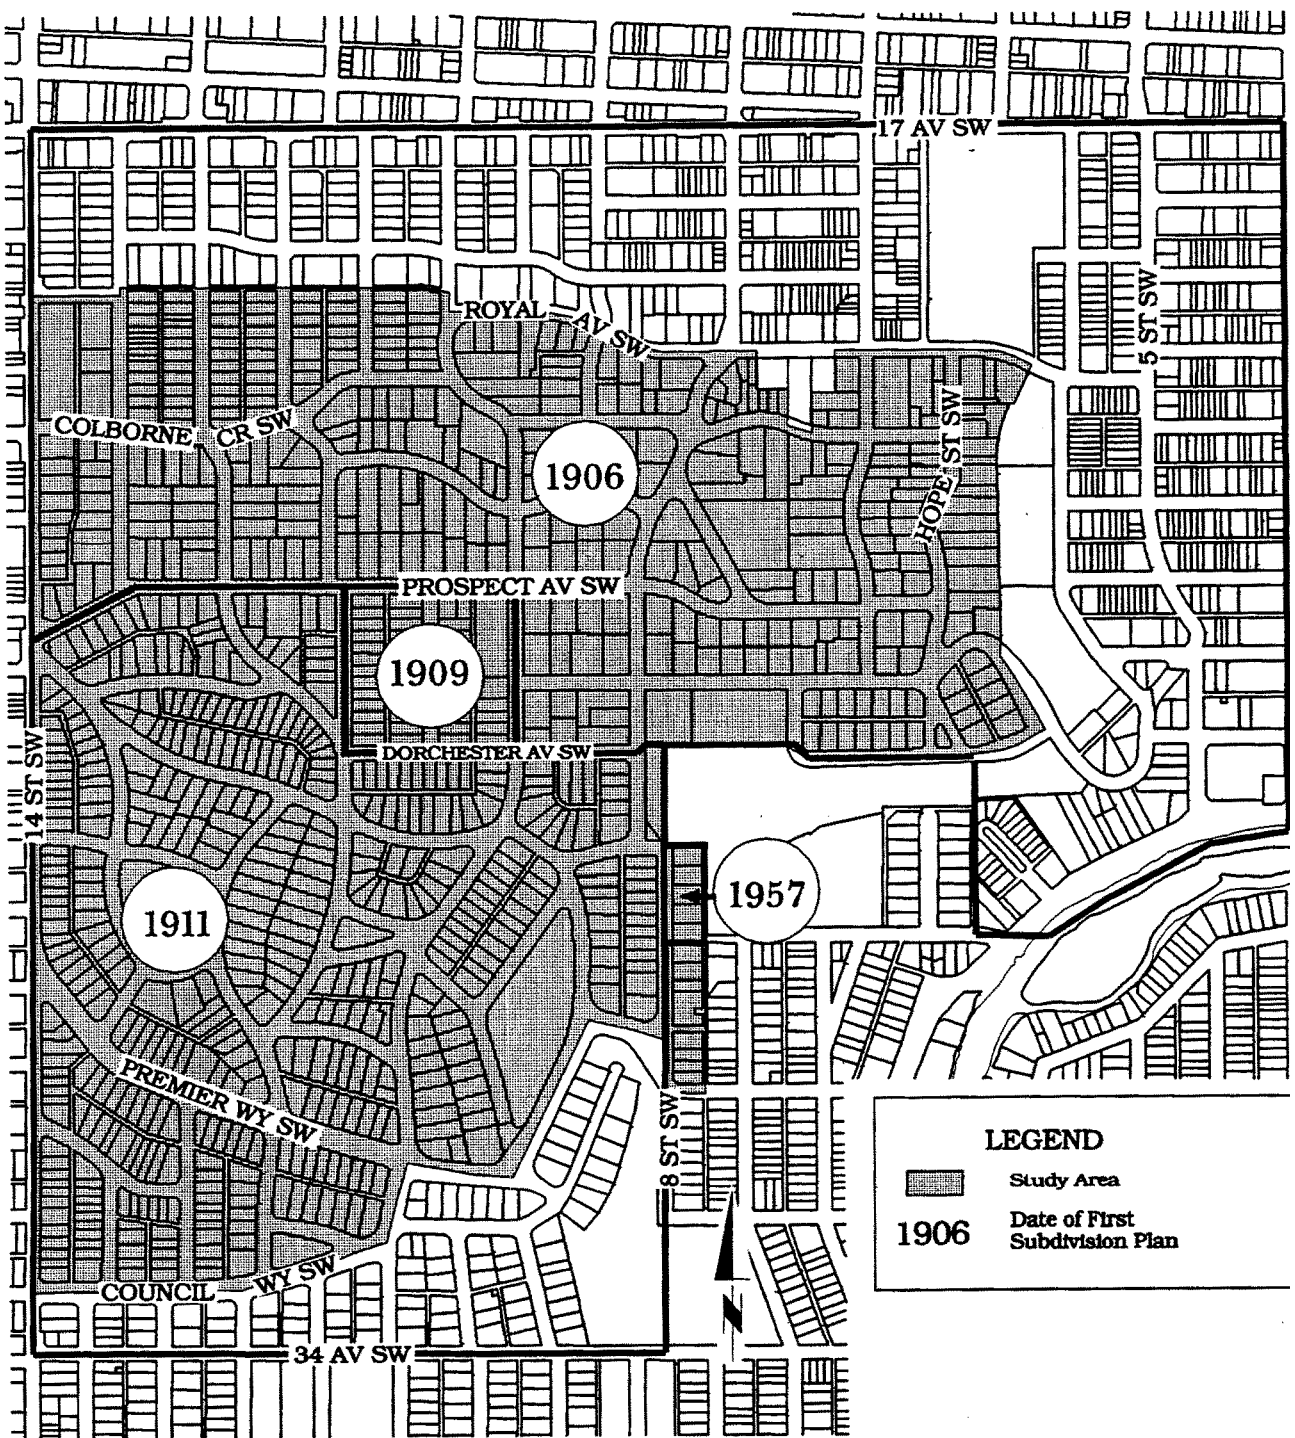 17 AV SW
5 ST SW
ROYAL AV SW
COLBORNE CR SW
HOPE ST SW
1906
PROSPECT AV SW
1909
DORCHESTER AV SW
14 ST SW
1911
1957
PREMIER WY SW
8 ST SW
COUNCIL WY SW
34 AV SW
LEGEND
Study Area
1906
Date of First
Subdivision Plan
N